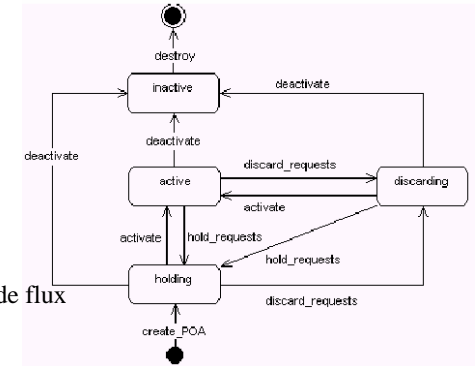 destroy
inactive
deactivate
deactivate
deactivate
discard_requests
active
discarding
activate
activate
hold_requests
hold_requests
holding
de flux
discard_requests
create_POA